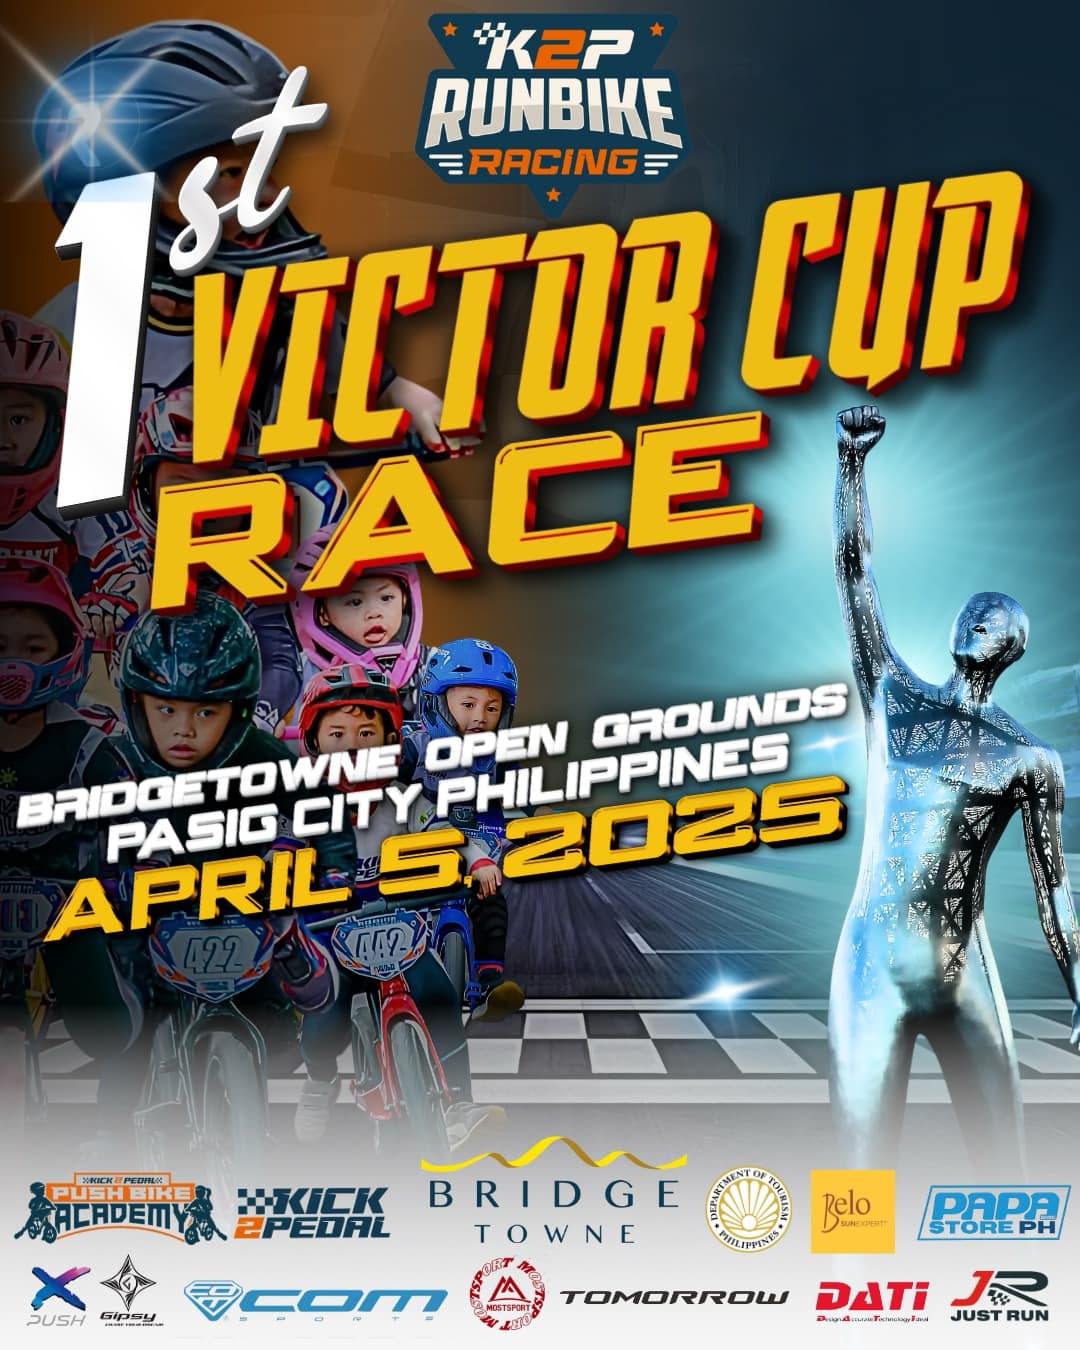 K2P
RUNBIKE
RACING
1st
VICTOR CUP
RACE
BRIDGETOWNE OPEN GROUNDS
PASIG CITY PHILIPPINES
APRIL 5, 2025
422
442
KICK 2 PEDAL
PUSH BIKE
ACADEMY
KICK
2PEDAL
BRIDGE
TOWNE
DEPARTMENT OF TOURISM
PHILIPPINES
Belo
SUNEXPERT
PAPA
STORE PH
X
PUSH
Gipsy
COM
SPORTS
MOSTSPORT MOSTSPORT
MOSTSPORT
TOMORROW
DATI
Design Accurate Technology Ideal
JR
JUST RUN